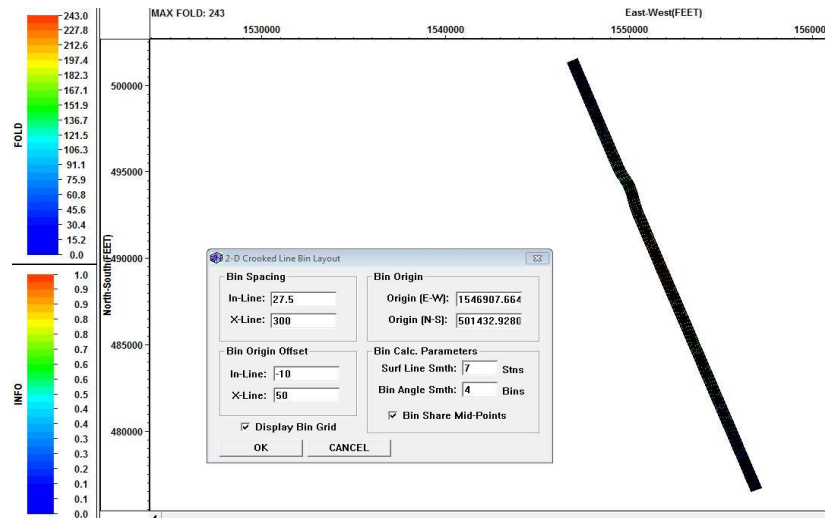 MAX FOLD: 243
East-West(FEET)
1530000
1540000
1550000
156000
FOLD
243.0
227.8
212.6
197.4
182.3
167.1
151.9
136.7
121.5
106.3
91.1
75.9
60.8
45.6
30.4
15.2
0.0
INFO
1.0
0.9
0.9
0.8
0.8
0.7
0.6
0.6
0.5
0.4
0.4
0.3
0.3
0.2
0.1
0.1
0.0
North-South(FEET)
500000
495000
490000
485000
480000
2-D Crooked Line Bin Layout
Bin Spacing
In-Line: 27.5
X-Line: 300
Bin Origin
Origin (E-W): 1546907.664
Origin (N-S): 501432.9280
Bin Origin Offset
In-Line: -10
X-Line: 50
Bin Calc. Parameters
Surf Line Smth: 7 Stns
Bin Angle Smth: 4 Bins
Bin Share Mid-Points
Display Bin Grid
OK
CANCEL